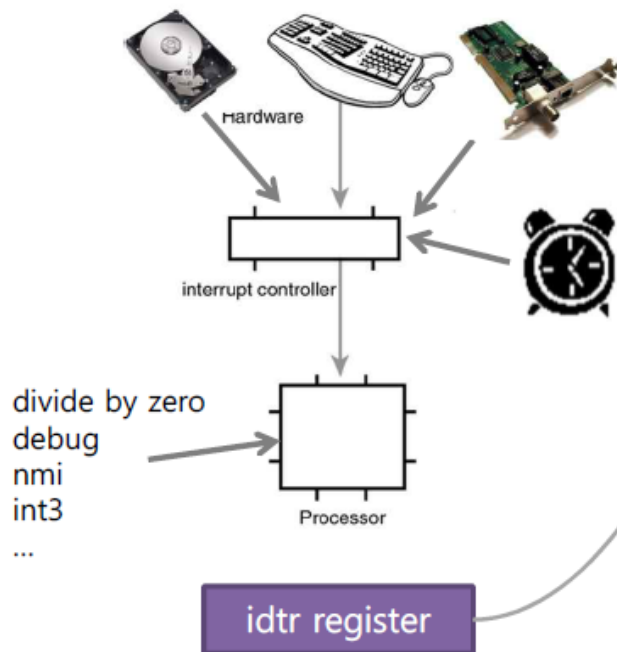 Hardware
interrupt controller
divide by zero
debug
nmi
int3
...
Processor
idtr register